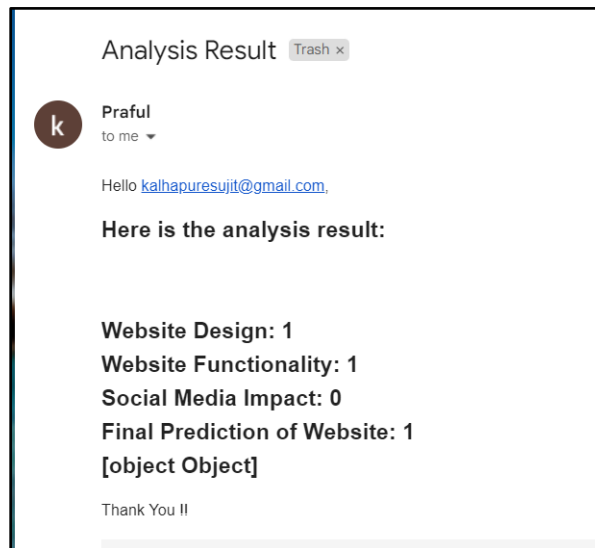 Analysis Result Trash ×
k
Praful
to me
Hello kalhapuresujit@gmail.com,
Here is the analysis result:
Website Design: 1
Website Functionality: 1
Social Media Impact: 0
Final Prediction of Website: 1
[object Object]
Thank You !!